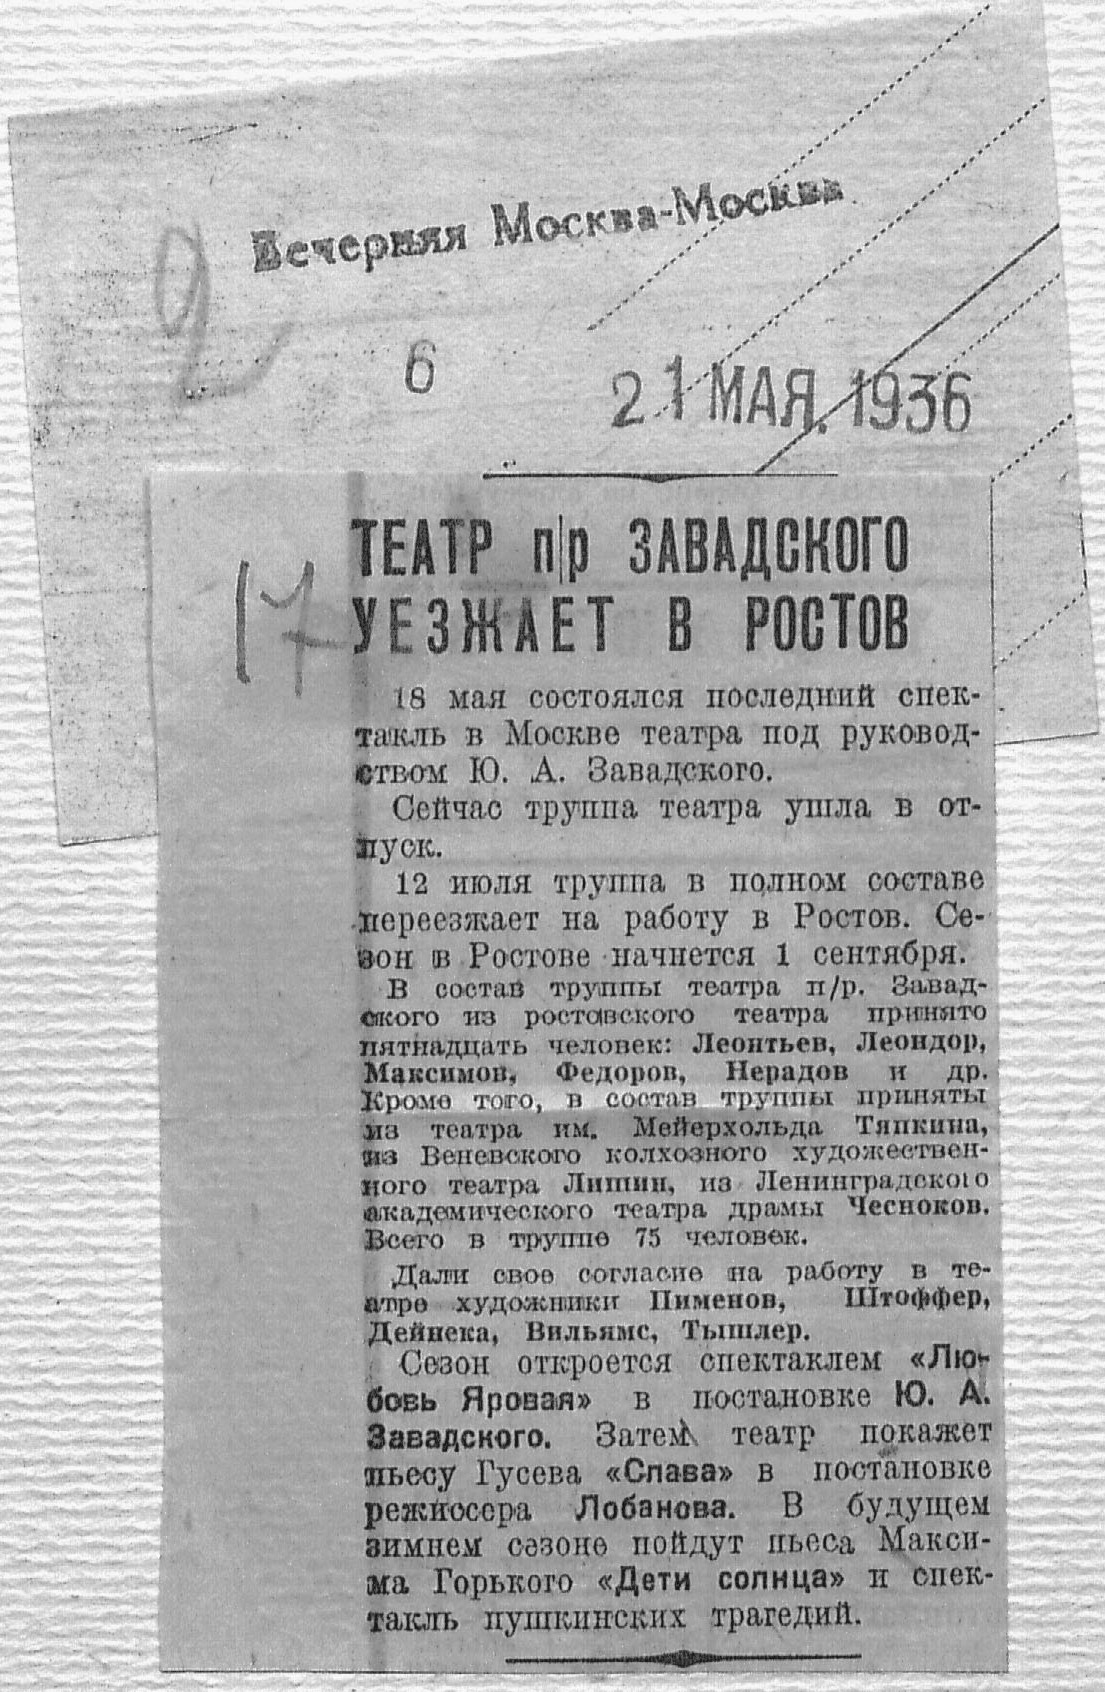 Вечерняя Москва-Москва
2
6
21 МАЯ. 1936
17
ТЕАТР п/р ЗАВАДСКОГО
УЕЗЖАЕТ В РОСТОВ
18 мая состоялся последний спек-
такль в Москве театра под руковод-
ством Ю. А. Завадского.
Сейчас труппа театра ушла в от-
пуск.
12 июля труппа в полном составе
переезжает на работу в Ростов. Се-
зон в Ростове начнется 1 сентября.
В состав труппы театра п/р. Завад-
ского из ростовского театра принято
пятнадцать человек: Леонтьев, Леондор,
Максимов, Федоров, Нерадов и др.
Кроме того, в состав труппы приняты
из театра им. Мейерхольда Тяпкина,
из Веневского колхозного художествен-
ного театра Лишин, из Ленинградского
академического театра драмы Чесноков.
Всего в труппе 75 человек.
Дали свое согласие на работу в те-
атре художники Пименов, Штоффер,
Дейнека, Вильямс, Тышлер.
Сезон откроется спектаклем «Лю-
бовь Яровая» в постановке Ю. А.
Завадского. Затем театр покажет
пьесу Гусева «Слава» в постановке
режиссера Лобанова. В будущем
зимнем сезоне пойдут пьеса Макси-
ма Горького «Дети солнца» и спек-
такль пушкинских трагедий.